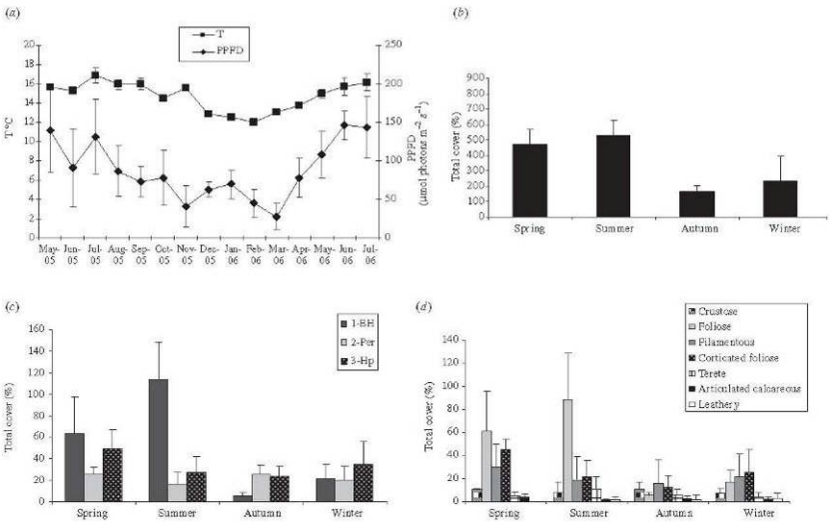 (a)
T
PPFD
20
18
16
14
12
10
8
6
4
2
0
T°C
250
200
150
100
50
0
PPFD
(μmol photons m⁻² s⁻¹)
May-05 Jun-05 Jul-05 Aug-05 Sep-05 Oct-05 Nov-05 Dec-05 Jan-06 Feb-06 Mar-06 Apr-06 May-06 Jun-06 Jul-06
(b)
Total cover (%)
900
800
700
600
500
400
300
200
100
0
Spring Summer Autumn Winter
(c)
1-EH
2-Per
3-Hp
Total cover (%)
160
140
120
100
80
60
40
20
0
Spring Summer Autumn Winter
(d)
Crustose
Foliose
Filamentous
Corticated foliose
Terete
Articulated calcareous
Leathery
Total cover (%)
140
120
100
80
60
40
20
0
Spring Summer Autumn Winter